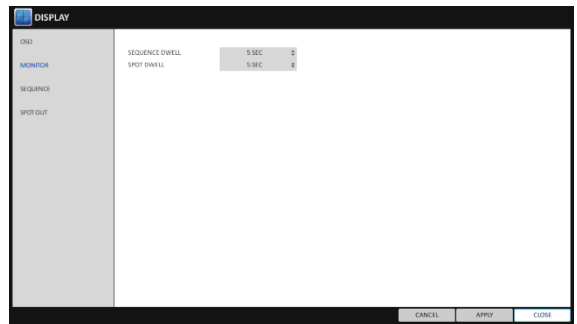 DISPLAY
OSD
MONITOR
SEQUENCE
SPOT OUT
SEQUENCE DWELL 5 SEC
SPOT DWELL 5 SEC
CANCEL APPLY CLOSE